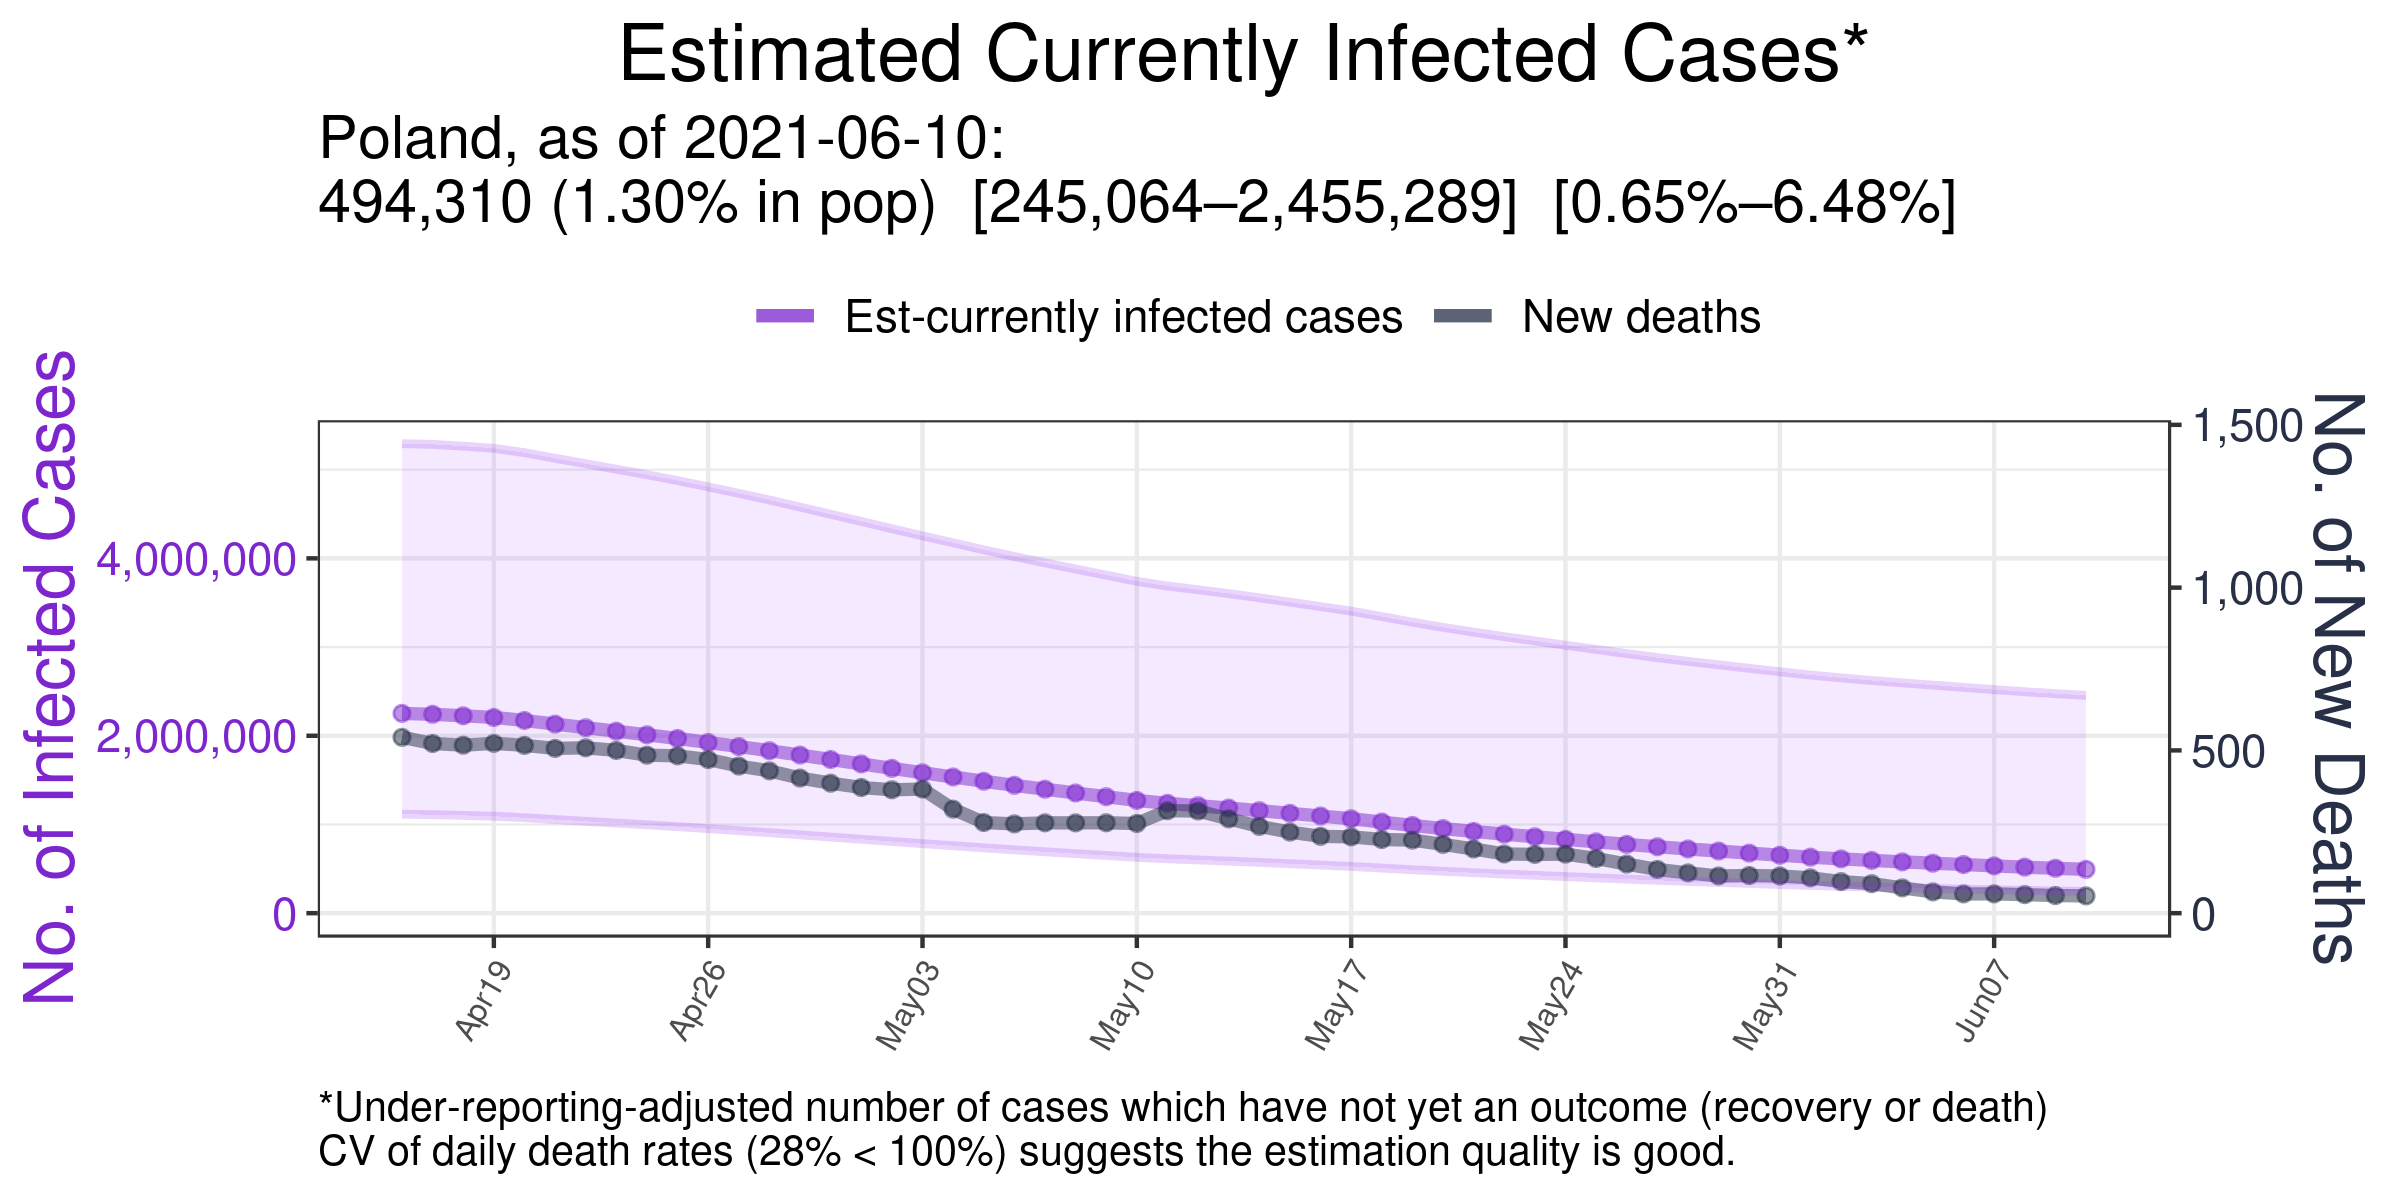 Estimated Currently Infected Cases*
Poland, as of 2021-06-10:
494,310 (1.30% in pop)  [245,064–2,455,289]  [0.65%–6.48%]
Est-currently infected cases
New deaths
No. of Infected Cases
4,000,000
2,000,000
0
1,500
1,000
500
0
No. of New Deaths
Apr19
Apr26
May03
May10
May17
May24
May31
Jun07
*Under-reporting-adjusted number of cases which have not yet an outcome (recovery or death)
CV of daily death rates (28% < 100%) suggests the estimation quality is good.